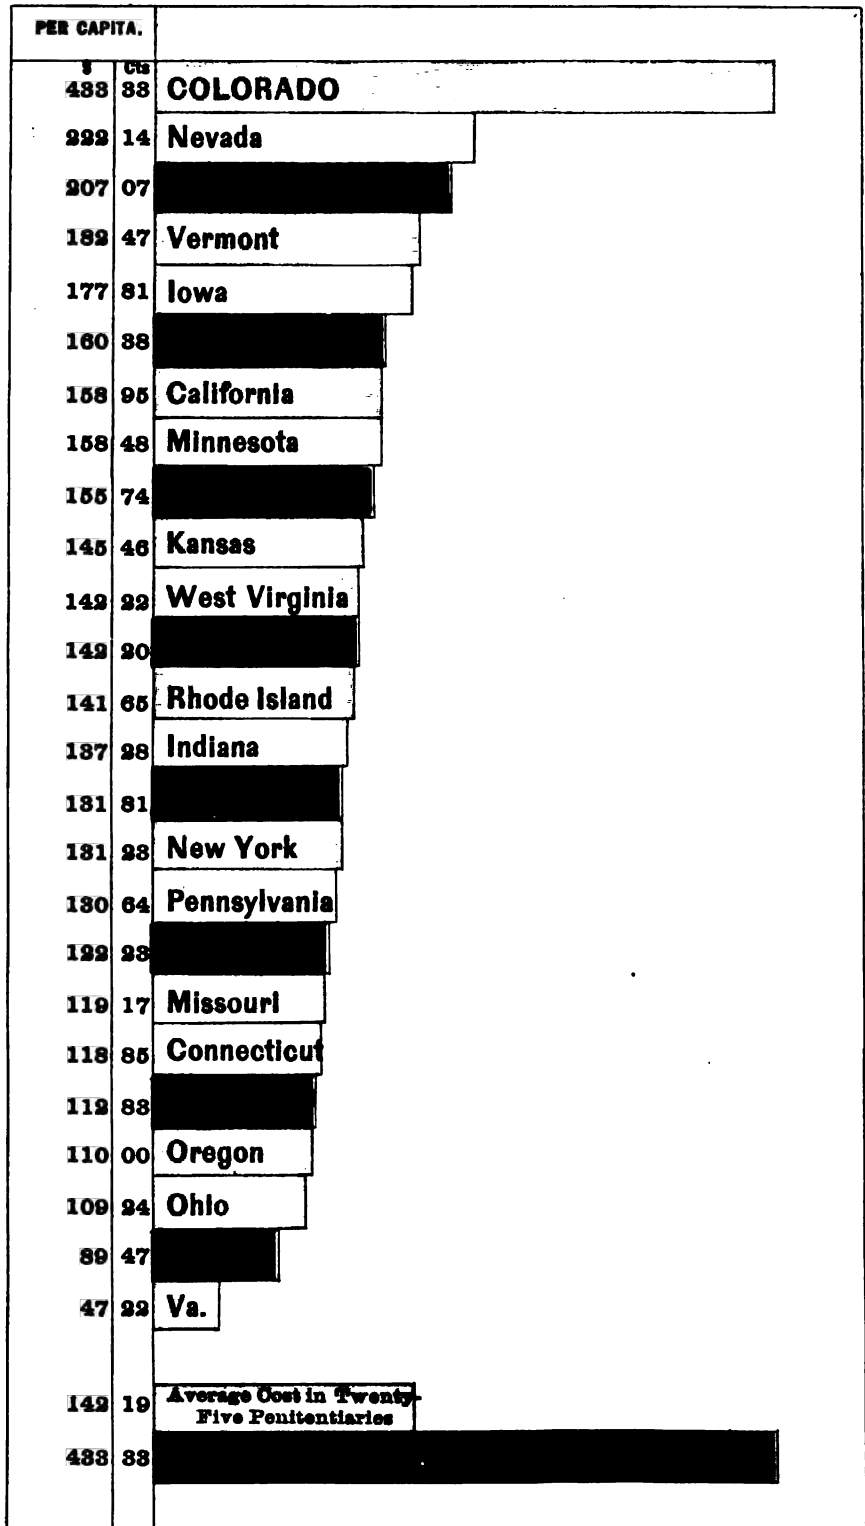 PER CAPITA.
$ Cts
433 33 COLORADO
222 14 Nevada
207 07
182 47 Vermont
177 81 Iowa
160 38
158 95 California
158 48 Minnesota
155 74
145 46 Kansas
142 22 West Virginia
142 20
141 65 Rhode Island
137 28 Indiana
131 81
131 23 New York
130 64 Pennsylvania
122 23
119 17 Missouri
118 85 Connecticut
112 83
110 00 Oregon
109 24 Ohio
89 47
47 22 Va.
142 19 Average Cost in Twenty-
Five Penitentiaries
433 33